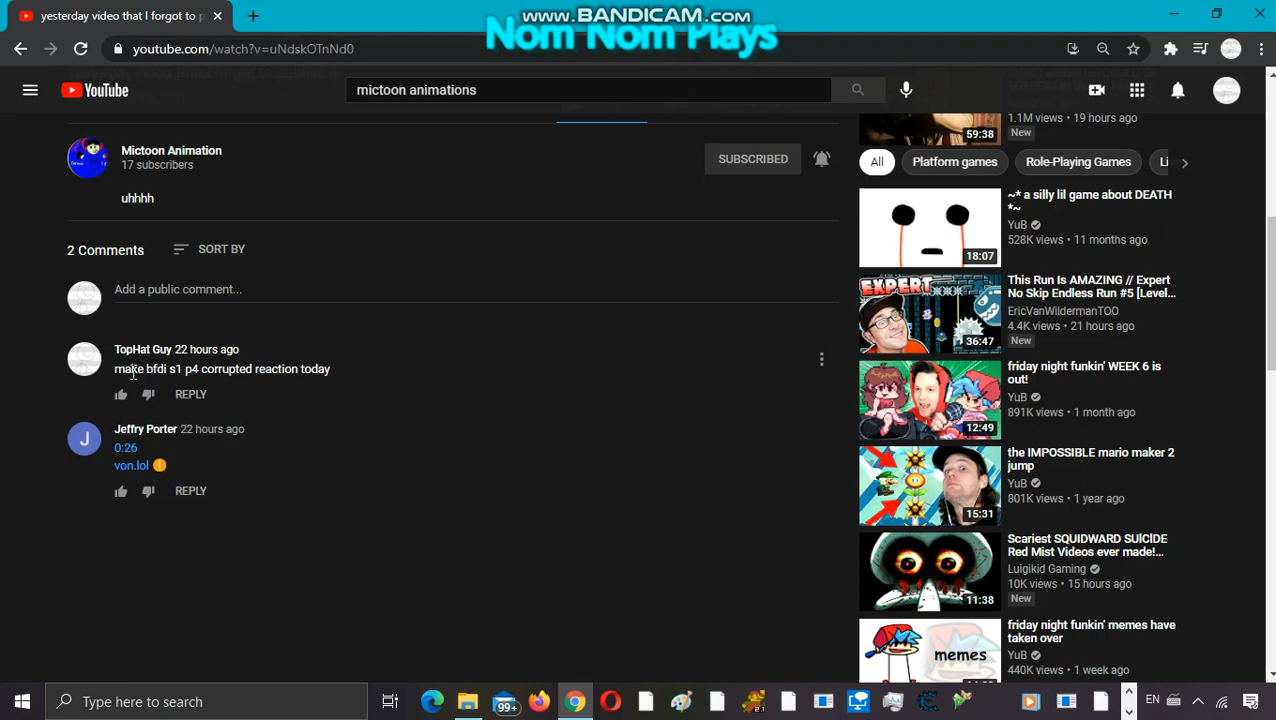 yesterday video that I forgot to p
www.BANDICAM.com
Nom Nom Plays
youtube.com/watch?v=uNdskOTnNd0
YouTube
mictoon animations
Mictoon Animation
17 subscribers
SUBSCRIBED
uhhhh
2 Comments
SORT BY
Add a public comment...
TopHat Guy 22 hours ago
today
REPLY
Jeffry Porter 22 hours ago
0:26
von.lol
REPLY
59:38
1.1M views • 19 hours ago
New
All
Platform games
Role-Playing Games
Li
18:07
~* a silly lil game about DEATH
*~
YuB
528K views • 11 months ago
EXPERT
36:47
This Run Is AMAZING // Expert
No Skip Endless Run #5 [Level...
EricVanWildermanTOO
4.4K views • 21 hours ago
12:49
friday night funkin' WEEK 6 is
out!
YuB
891K views • 1 month ago
15:31
the IMPOSSIBLE mario maker 2
jump
YuB
801K views • 1 year ago
11:38
Scariest SQUIDWARD SUICIDE
Red Mist Videos ever made!...
Luigikid Gaming
10K views • 15 hours ago
New
memes
friday night funkin' memes have
taken over
YuB
440K views • 1 week ago
Type here to search
99+
EN